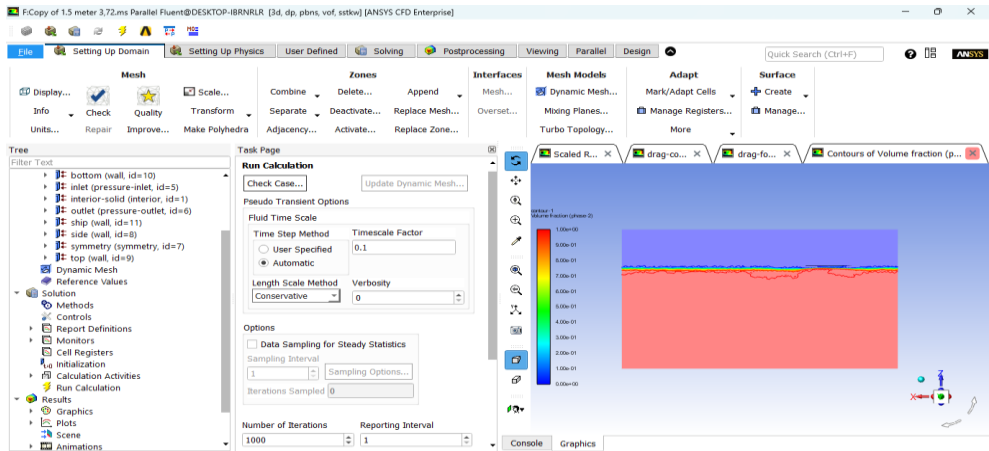 F:Copy of 1.5 meter 3,72.ms Parallel Fluent@DESKTOP-IBRNRLR [3d, dp, pbns, vof, sstkw] [ANSYS CFD Enterprise]
File Setting Up Domain Setting Up Physics User Defined Solving Postprocessing Viewing Parallel Design Quick Search (Ctrl+F) ANSYS
Mesh Zones Interfaces Mesh Models Adapt Surface
Display... Scale... Combine Delete... Append Mesh... Dynamic Mesh... Mark/Adapt Cells Create
Info Check Quality Transform Separate Deactivate... Replace Mesh... Overset... Mixing Planes... Manage Registers... Manage...
Units... Repair Improve... Make Polyhedra Adjacency... Activate... Replace Zone... Turbo Topology... More
Tree
Filter Text
bottom (wall, id=10)
inlet (pressure-inlet, id=5)
interior-solid (interior, id=1)
outlet (pressure-outlet, id=6)
ship (wall, id=11)
side (wall, id=8)
symmetry (symmetry, id=7)
top (wall, id=9)
Dynamic Mesh
Reference Values
Solution
Methods
Controls
Report Definitions
Monitors
Cell Registers
Initialization
Calculation Activities
Run Calculation
Results
Graphics
Plots
Scene
Animations
Task Page
Run Calculation
Check Case... Update Dynamic Mesh...
Pseudo Transient Options
Fluid Time Scale
Time Step Method Timescale Factor
User Specified 0.1
Automatic
Length Scale Method Verbosity
Conservative 0
Options
Data Sampling for Steady Statistics
Sampling Interval
1 Sampling Options...
Iterations Sampled 0
Number of Iterations Reporting Interval
1000 1
Scaled R... drag-co... drag-fo... Contours of Volume fraction (p...
contour-1
Volume fraction (phase-2)
1.00e+00
9.00e-01
8.00e-01
7.00e-01
6.00e-01
5.00e-01
4.00e-01
3.00e-01
2.00e-01
1.00e-01
0.00e+00
Z
X
Console Graphics